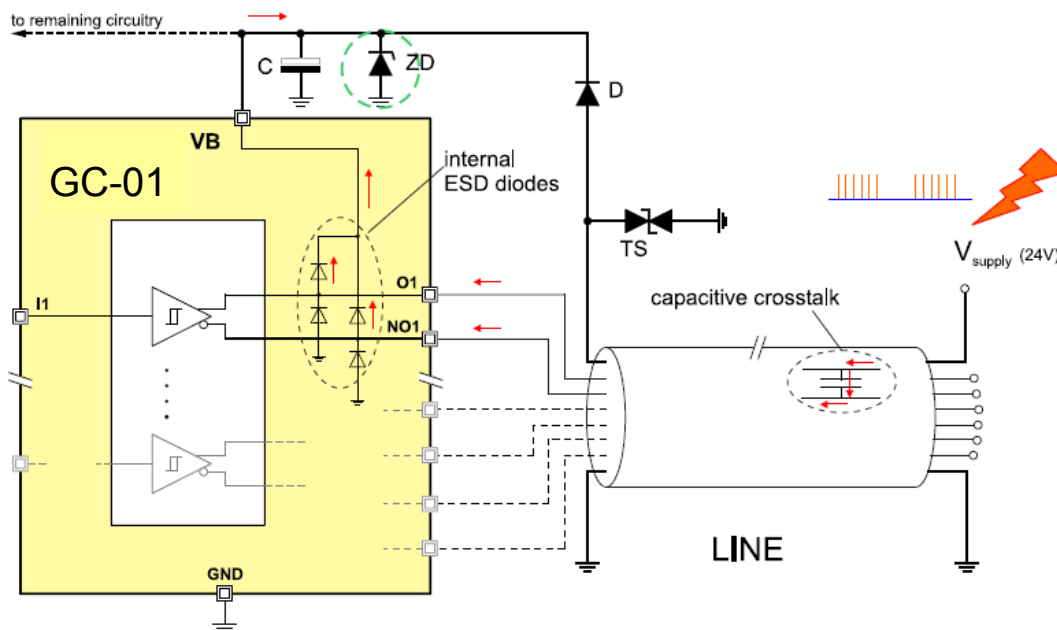 to remaining circuitry
C
ZD
D
VB
internal
ESD diodes
GC-01
TS
V supply (24V)
O1
capacitive crosstalk
I1
NO1
LINE
GND